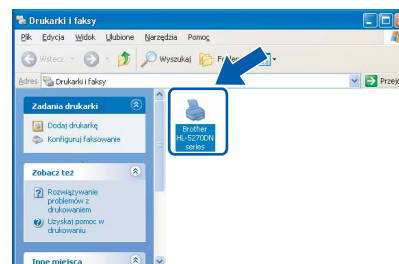 Drukarki i faksy
Plik Edycja Widok Ulubione Narzędzia Pomoc
Wstecz Wyszukaj
Adres Drukarki i faksy
Zadania drukarki
Dodaj drukarkę
Konfiguruj faksowanie
Brother
HL-5270DN
series
Zobacz też
Rozwiązywanie
problemów z
drukowaniem
Uzyskaj pomoc w
drukowaniu
Inne miejsca